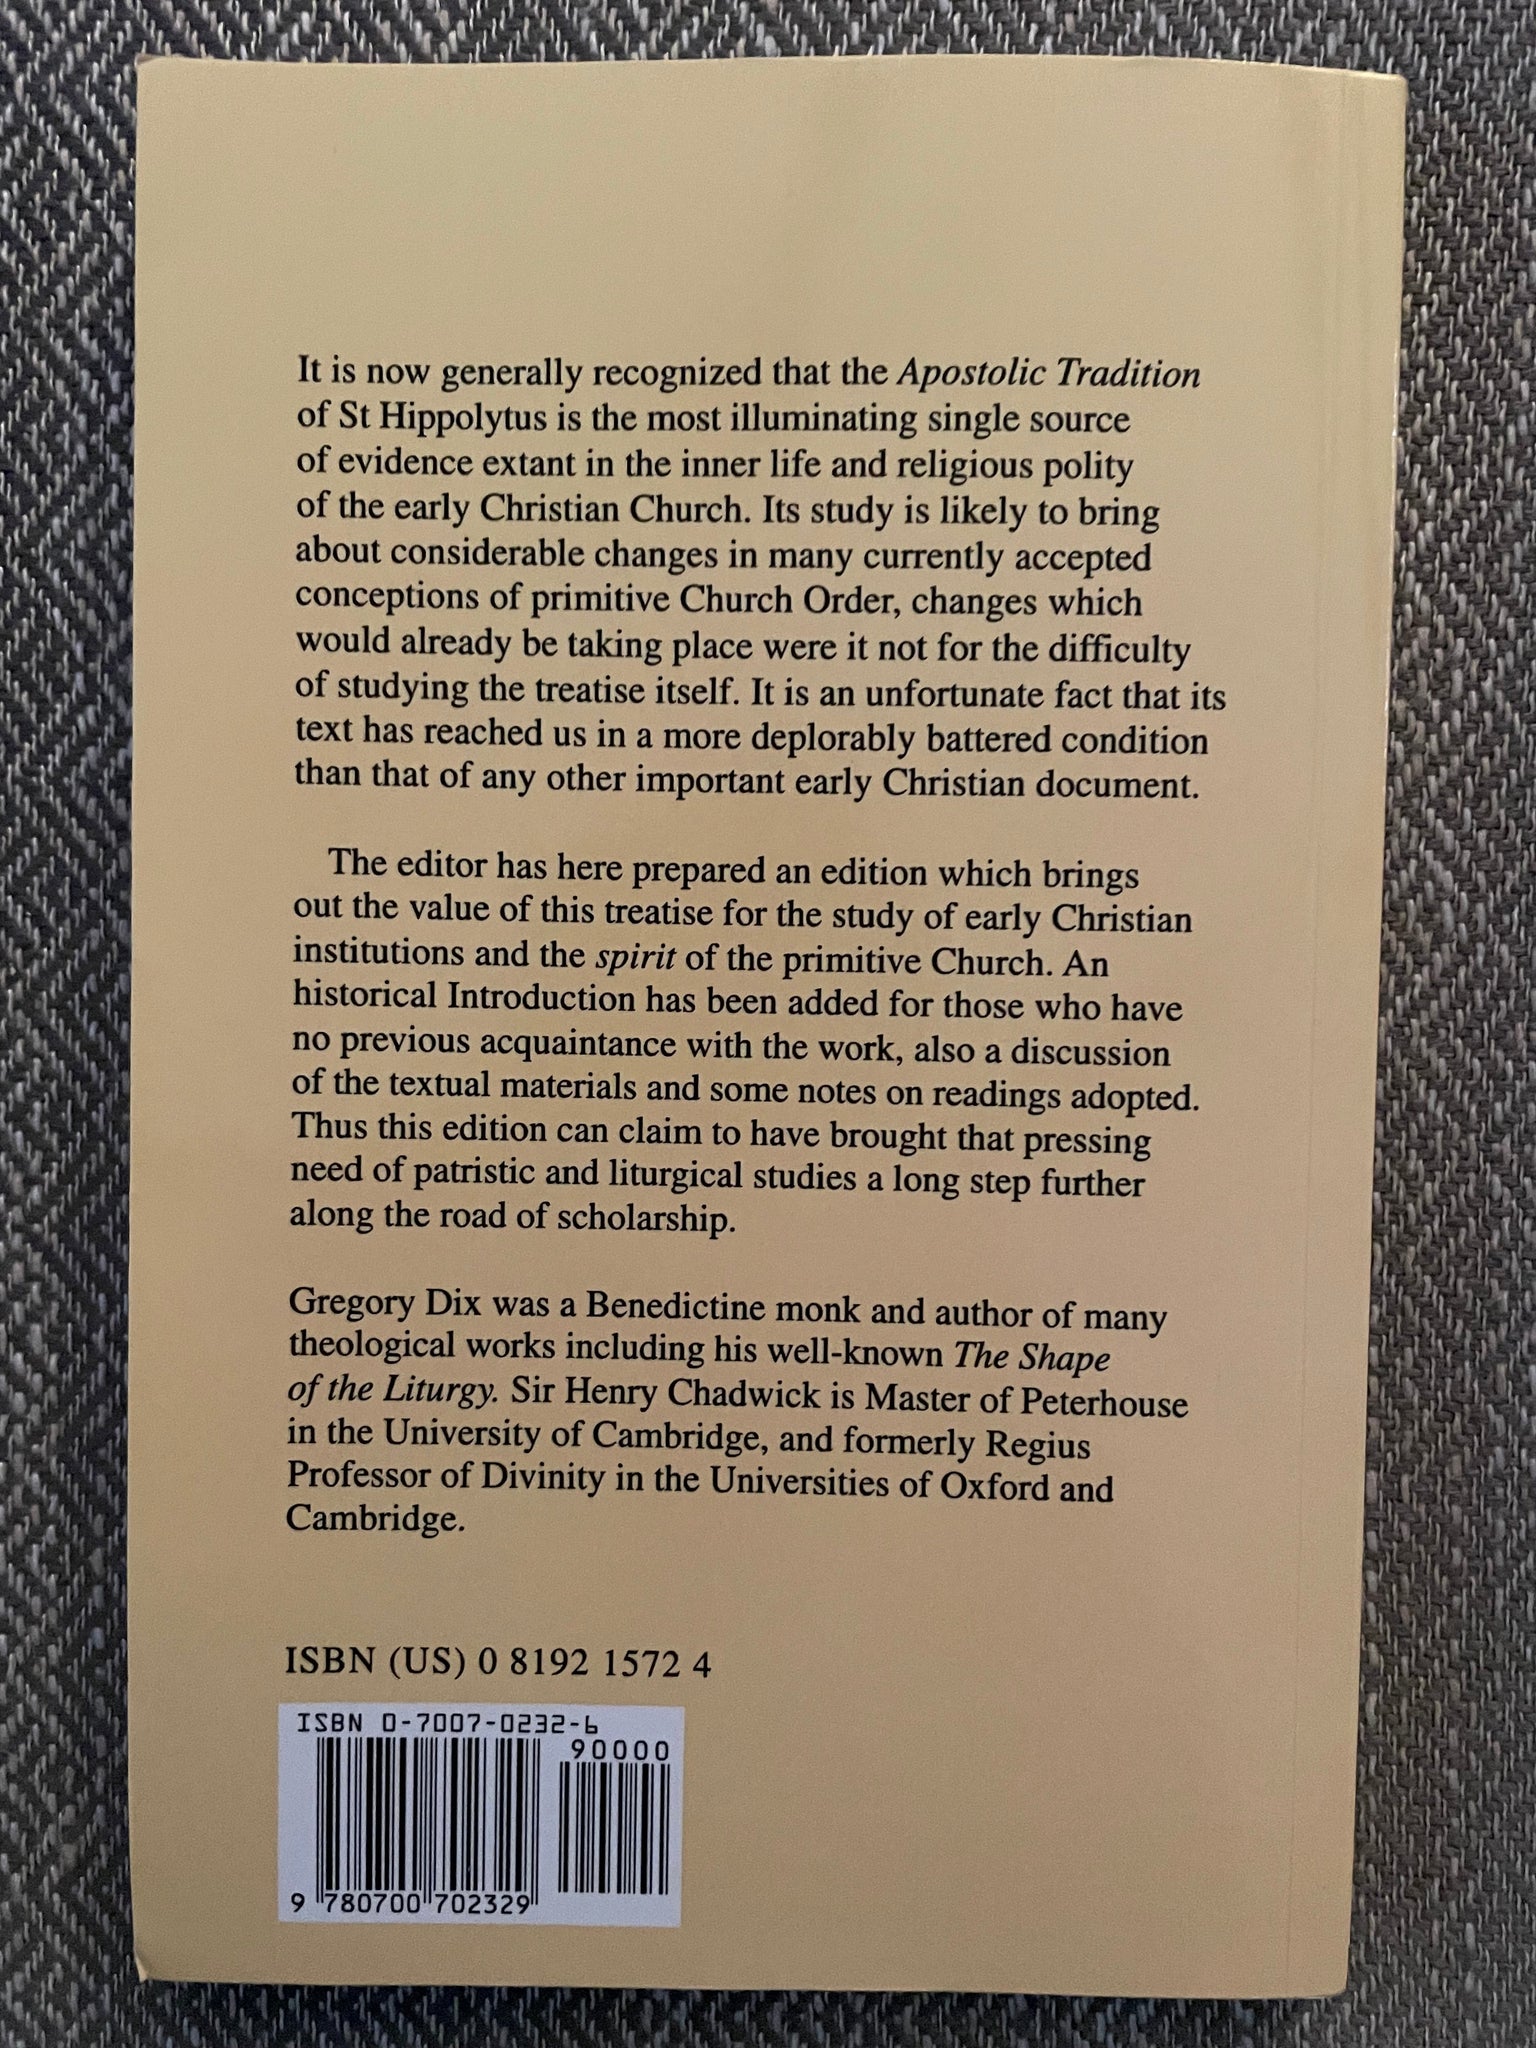 It is now generally recognized that the Apostolic Tradition
of St Hippolytus is the most illuminating single source
of evidence extant in the inner life and religious polity
of the early Christian Church. Its study is likely to bring
about considerable changes in many currently accepted
conceptions of primitive Church Order, changes which
would already be taking place were it not for the difficulty
of studying the treatise itself. It is an unfortunate fact that its
text has reached us in a more deplorably battered condition
than that of any other important early Christian document.
The editor has here prepared an edition which brings
out the value of this treatise for the study of early Christian
institutions and the spirit of the primitive Church. An
historical Introduction has been added for those who have
no previous acquaintance with the work, also a discussion
of the textual materials and some notes on readings adopted.
Thus this edition can claim to have brought that pressing
need of patristic and liturgical studies a long step further
along the road of scholarship.
Gregory Dix was a Benedictine monk and author of many
theological works including his well-known The Shape
of the Liturgy. Sir Henry Chadwick is Master of Peterhouse
in the University of Cambridge, and formerly Regius
Professor of Divinity in the Universities of Oxford and
Cambridge.
ISBN (US) 0 8192 1572 4
ISBN 0-7007-0232-6
90000
9 780700 702329